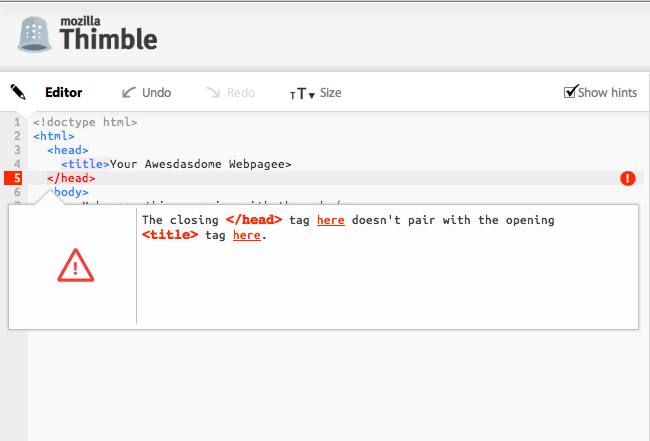 mozilla
Thimble
Editor Undo Redo TT▾ Size Show hints
1 <!doctype html>
2 <html>
3 <head>
4 <title>Your Awesdasdome Webpagee>
5 </head> !
6 <body>
The closing </head> tag here doesn't pair with the opening
<title> tag here.